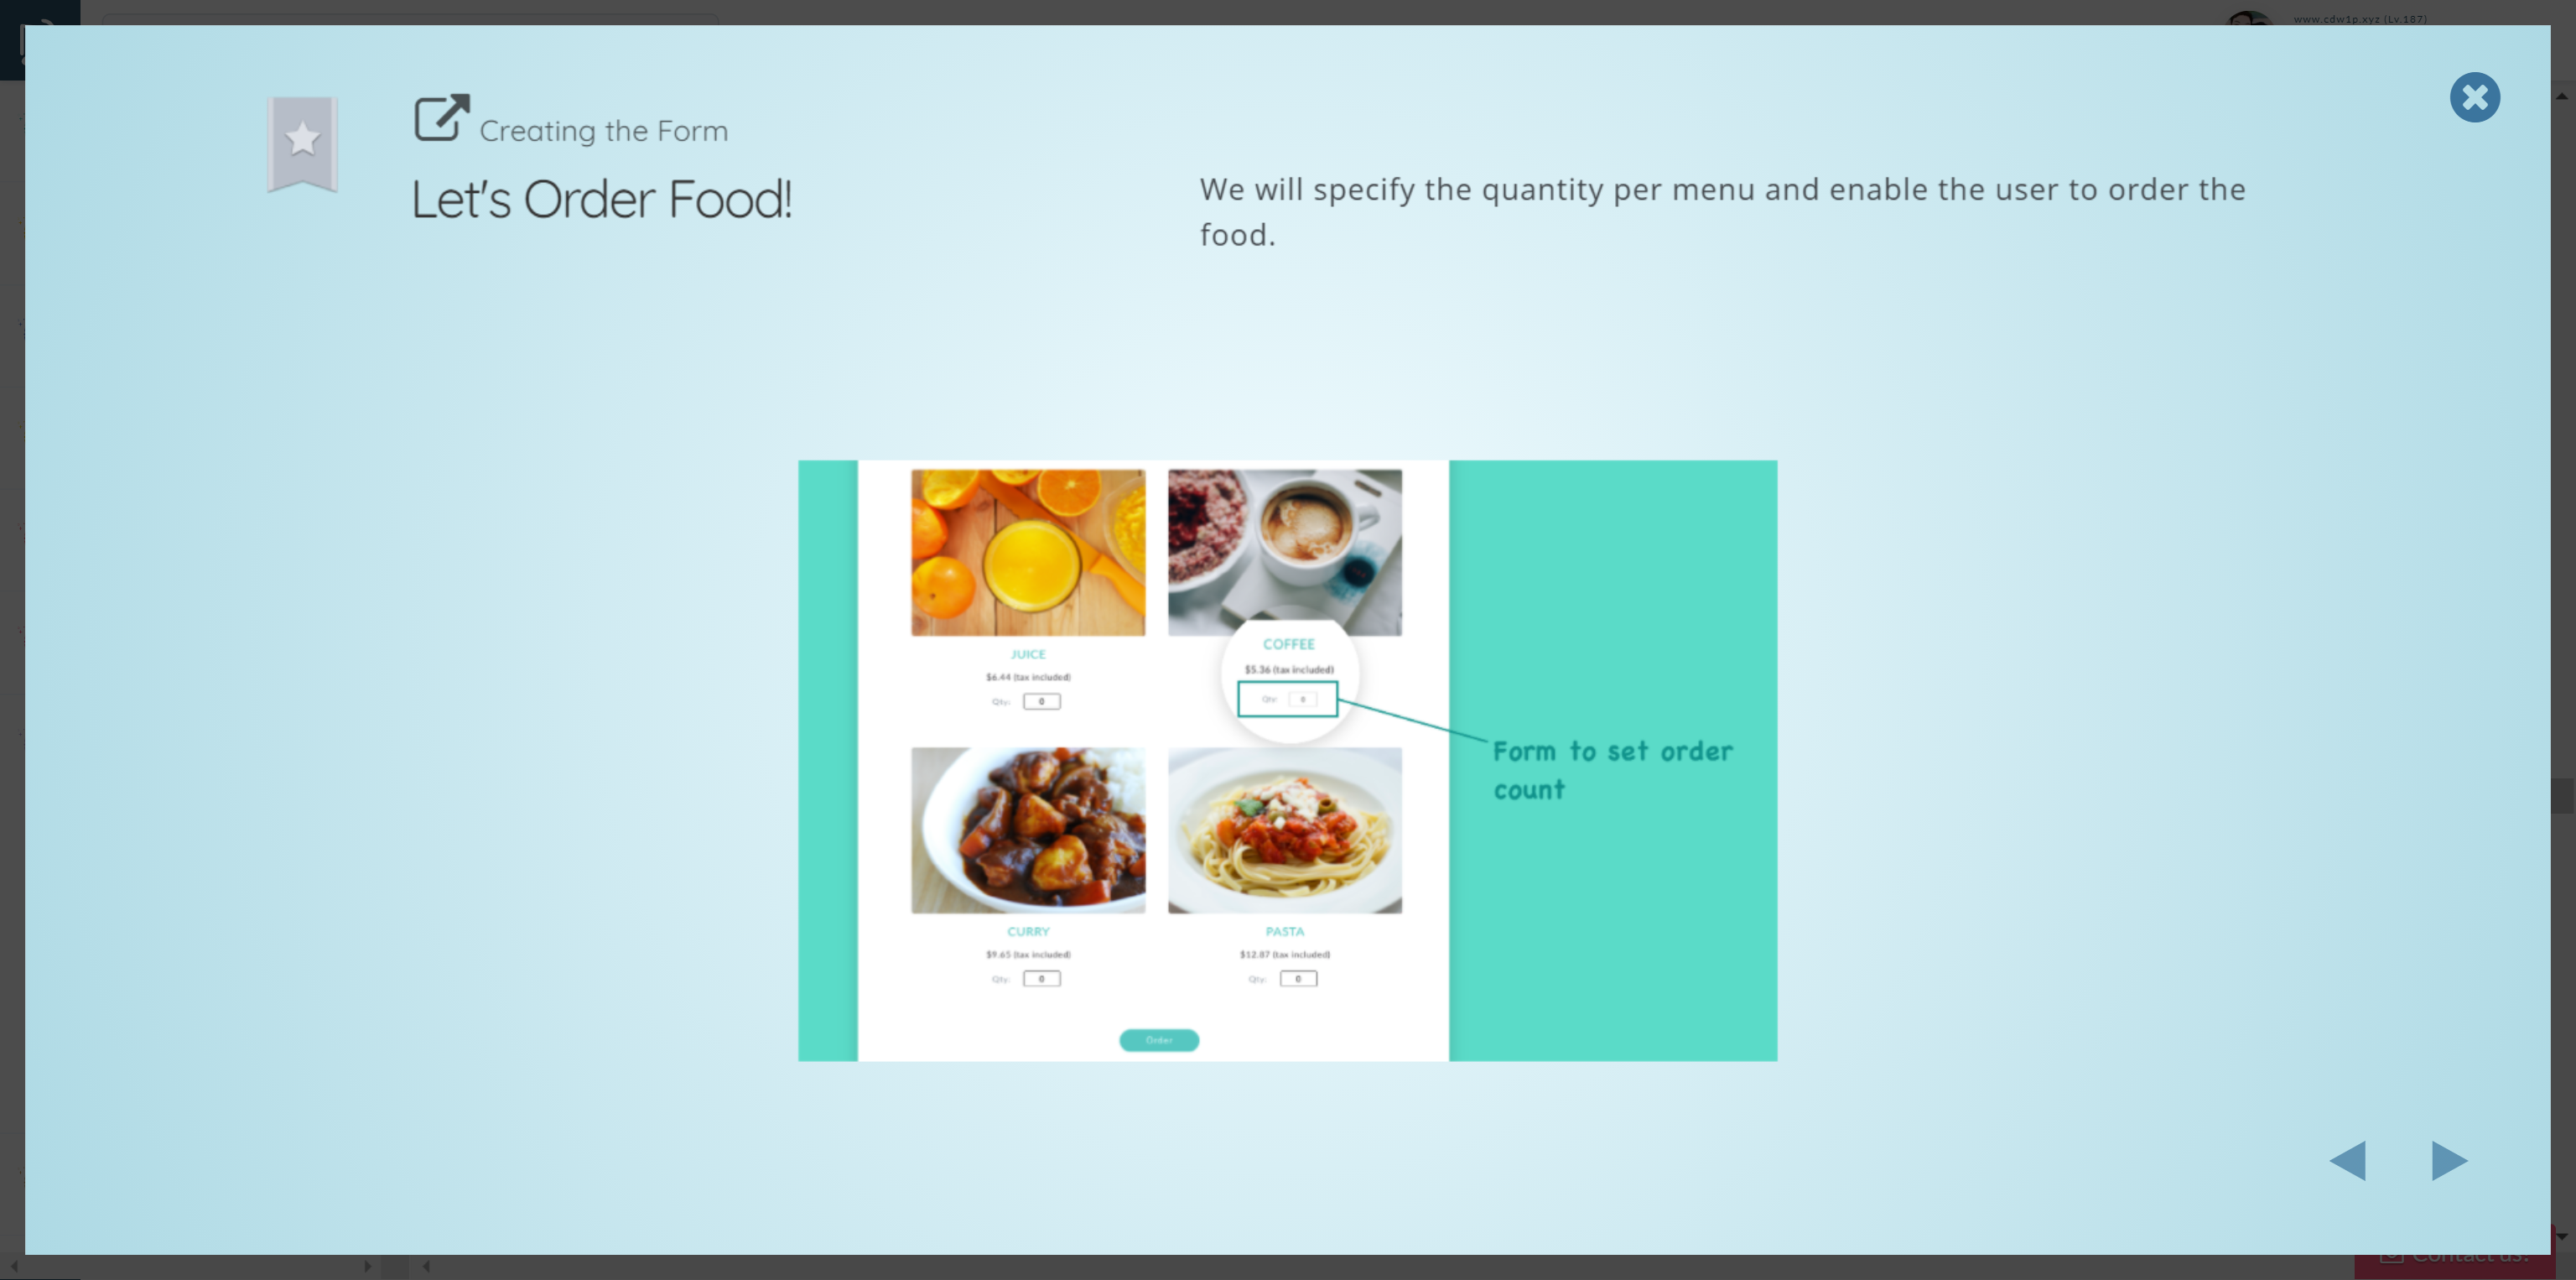 www.cdw1p.xyz (Lv.187)
Creating the Form
Let's Order Food!
We will specify the quantity per menu and enable the user to order the
food.
JUICE
$6.44 (tax included)
Qty: 0
COFFEE
$5.36 (tax included)
Qty: 0
Form to set order
count
CURRY
$9.65 (tax included)
Qty: 0
PASTA
$12.87 (tax included)
Qty: 0
Order
Contact us!